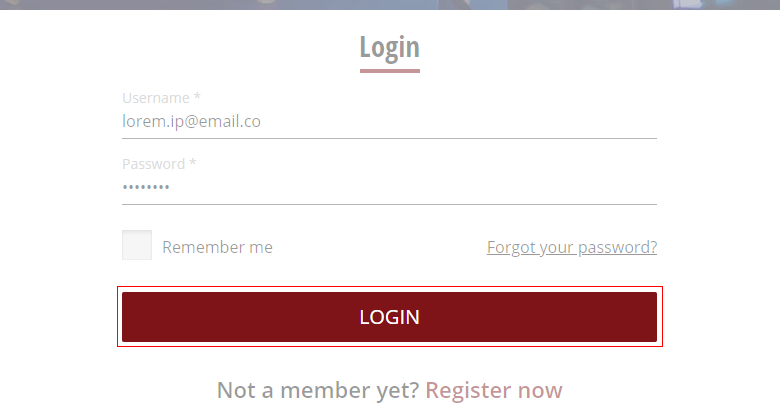 Login
Username *
lorem.ip@email.co
Password *
••••••••
Remember me
Forgot your password?
LOGIN
Not a member yet? Register now